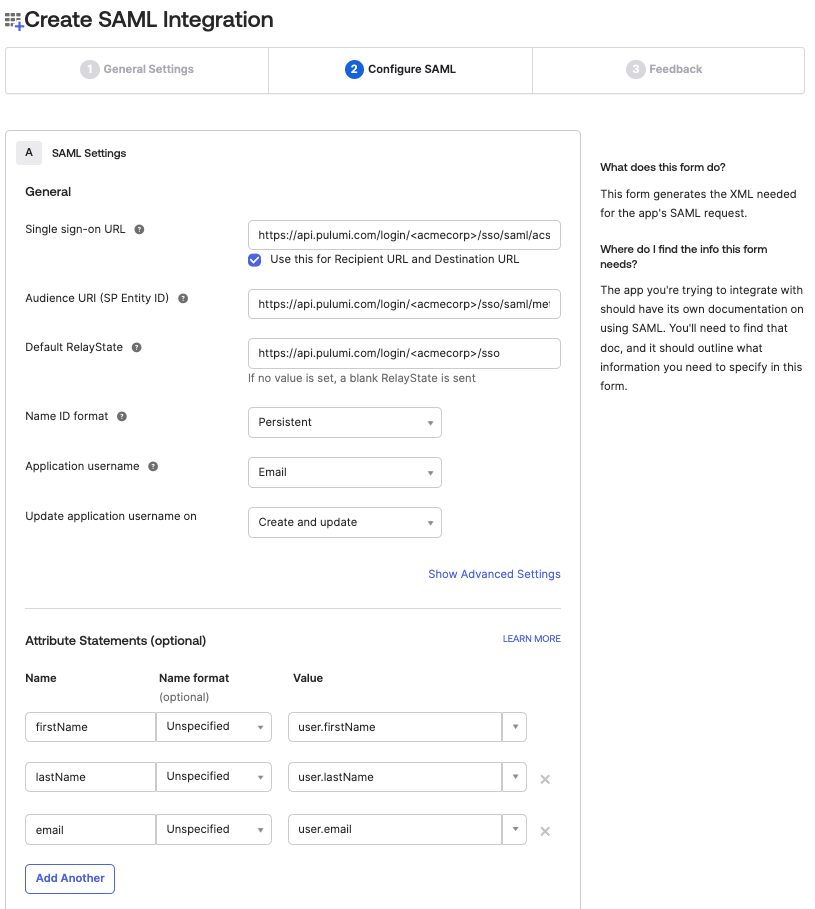 Create SAML Integration
1 General Settings
2 Configure SAML
3 Feedback
A SAML Settings
General
Single sign-on URL ?
https://api.pulumi.com/login/<acmecorp>/sso/saml/acs
Use this for Recipient URL and Destination URL
Audience URI (SP Entity ID) ?
https://api.pulumi.com/login/<acmecorp>/sso/saml/met
Default RelayState ?
https://api.pulumi.com/login/<acmecorp>/sso
If no value is set, a blank RelayState is sent
Name ID format ?
Persistent
Application username ?
Email
Update application username on
Create and update
Show Advanced Settings
Attribute Statements (optional)
LEARN MORE
Name
Name format
(optional)
Value
firstName
Unspecified
user.firstName
lastName
Unspecified
user.lastName
email
Unspecified
user.email
Add Another
What does this form do?
This form generates the XML needed
for the app's SAML request.
Where do I find the info this form
needs?
The app you're trying to integrate with
should have its own documentation on
using SAML. You'll need to find that
doc, and it should outline what
information you need to specify in this
form.